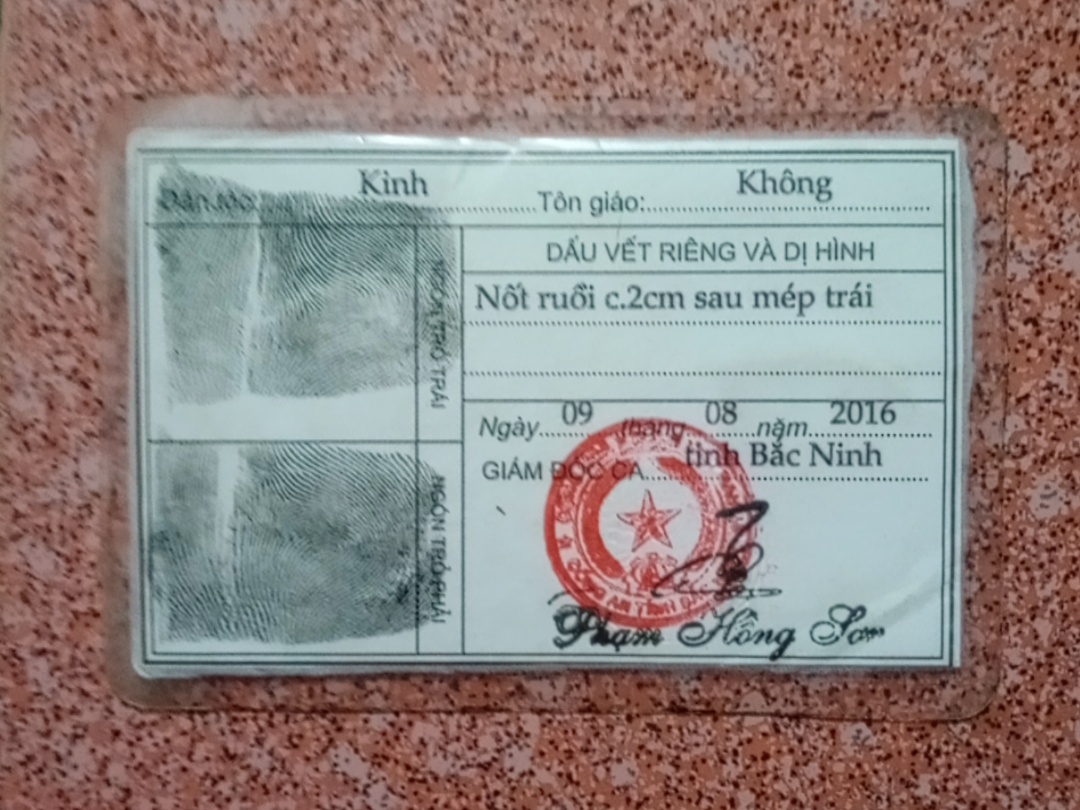 Dân tộc: Kinh Tôn giáo: Không
DẤU VẾT RIÊNG VÀ DỊ HÌNH
Nốt ruồi c.2cm sau mép trái
NGÓN TRỎ TRÁI
Ngày 09 tháng 08 năm 2016
GIÁM ĐỐC CA tỉnh Bắc Ninh
NGÓN TRỎ PHẢI
Phạm Hồng Sơn